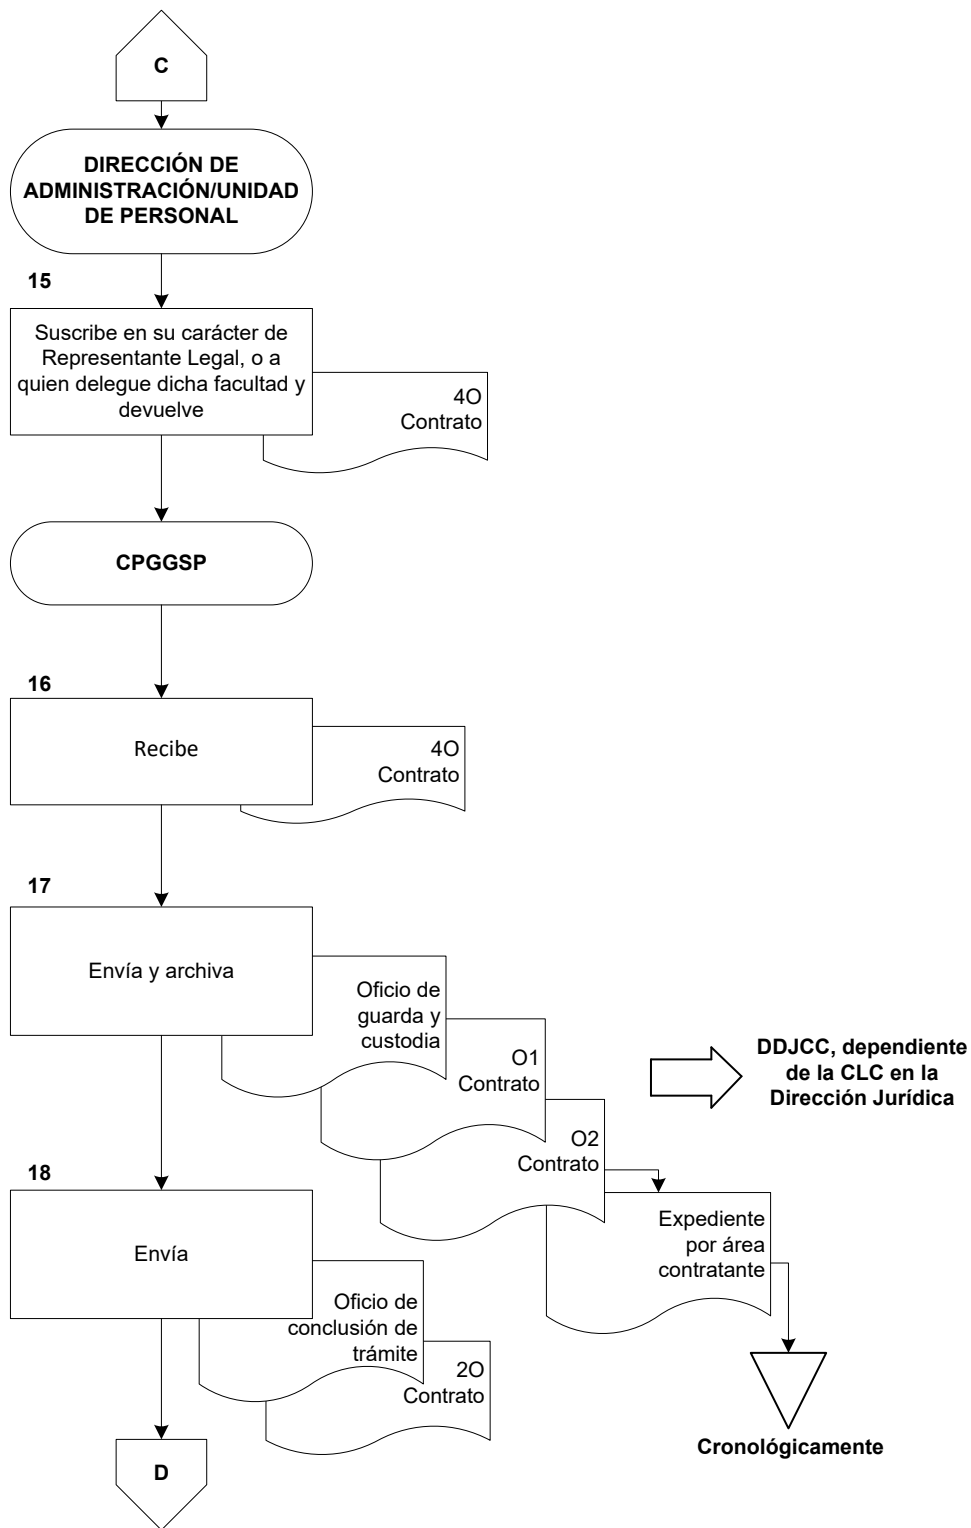 C
DIRECCIÓN DE
ADMINISTRACIÓN/UNIDAD
DE PERSONAL
15
Suscribe en su carácter de
Representante Legal, o a
quien delegue dicha facultad y
devuelve
4O
Contrato
CPGGSP
16
Recibe
4O
Contrato
17
Envía y archiva
Oficio de
guarda y
custodia
O1
Contrato
DDJCC, dependiente
de la CLC en la
Dirección Jurídica
O2
Contrato
Expediente
por área
contratante
Cronológicamente
18
Envía
Oficio de
conclusión de
trámite
2O
Contrato
D